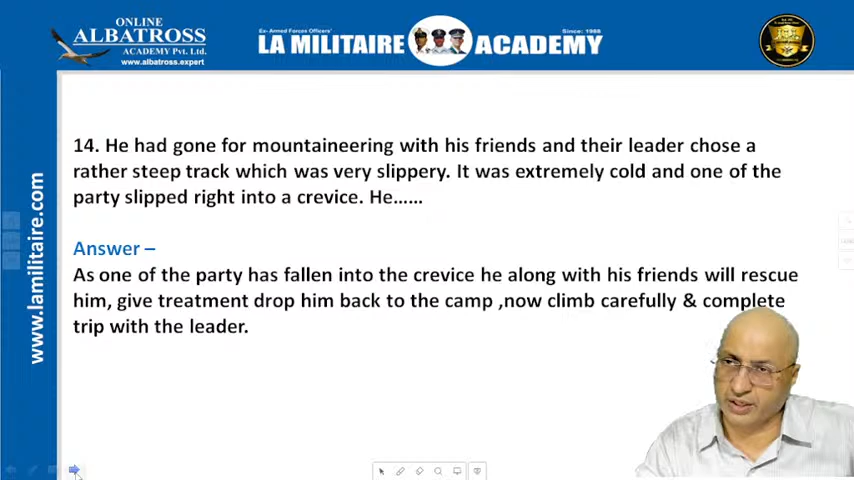 ONLINE
ALBATROSS
ACADEMY Pvt. Ltd.
www.albatross.expert
Ex- Armed Forces Officers'
Since: 1988
LA MILITAIRE ACADEMY
www.lamilitaire.com
14. He had gone for mountaineering with his friends and their leader chose a
rather steep track which was very slippery. It was extremely cold and one of the
party slipped right into a crevice. He......
Answer –
As one of the party has fallen into the crevice he along with his friends will rescue
him, give treatment drop him back to the camp ,now climb carefully & complete
trip with the leader.